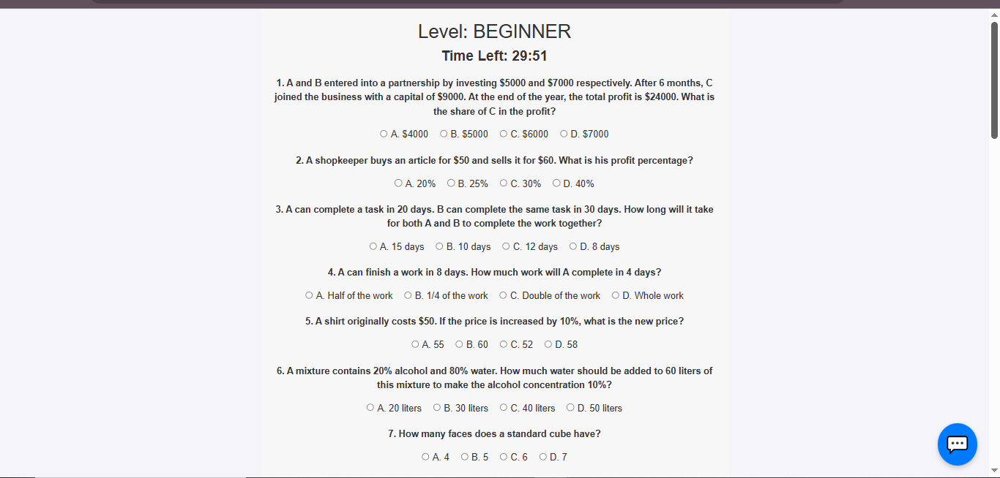 Level: BEGINNER
Time Left: 29:51
1. A and B entered into a partnership by investing $5000 and $7000 respectively. After 6 months, C
joined the business with a capital of $9000. At the end of the year, the total profit is $24000. What is
the share of C in the profit?
A. $4000 B. $5000 C. $6000 D. $7000
2. A shopkeeper buys an article for $50 and sells it for $60. What is his profit percentage?
A. 20% B. 25% C. 30% D. 40%
3. A can complete a task in 20 days. B can complete the same task in 30 days. How long will it take
for both A and B to complete the work together?
A. 15 days B. 10 days C. 12 days D. 8 days
4. A can finish a work in 8 days. How much work will A complete in 4 days?
A. Half of the work B. 1/4 of the work C. Double of the work D. Whole work
5. A shirt originally costs $50. If the price is increased by 10%, what is the new price?
A. 55 B. 60 C. 52 D. 58
6. A mixture contains 20% alcohol and 80% water. How much water should be added to 60 liters of
this mixture to make the alcohol concentration 10%?
A. 20 liters B. 30 liters C. 40 liters D. 50 liters
7. How many faces does a standard cube have?
A. 4 B. 5 C. 6 D. 7